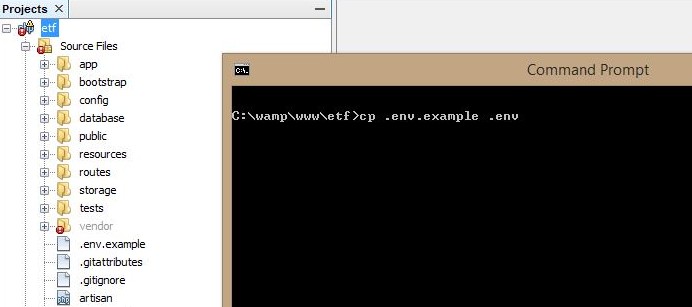 Projects
etf
Source Files
app
bootstrap
config
database
public
resources
routes
storage
tests
vendor
.env.example
.gitattributes
.gitignore
artisan
C:\.
Command Prompt
C:\wamp\www\etf>cp .env.example .env